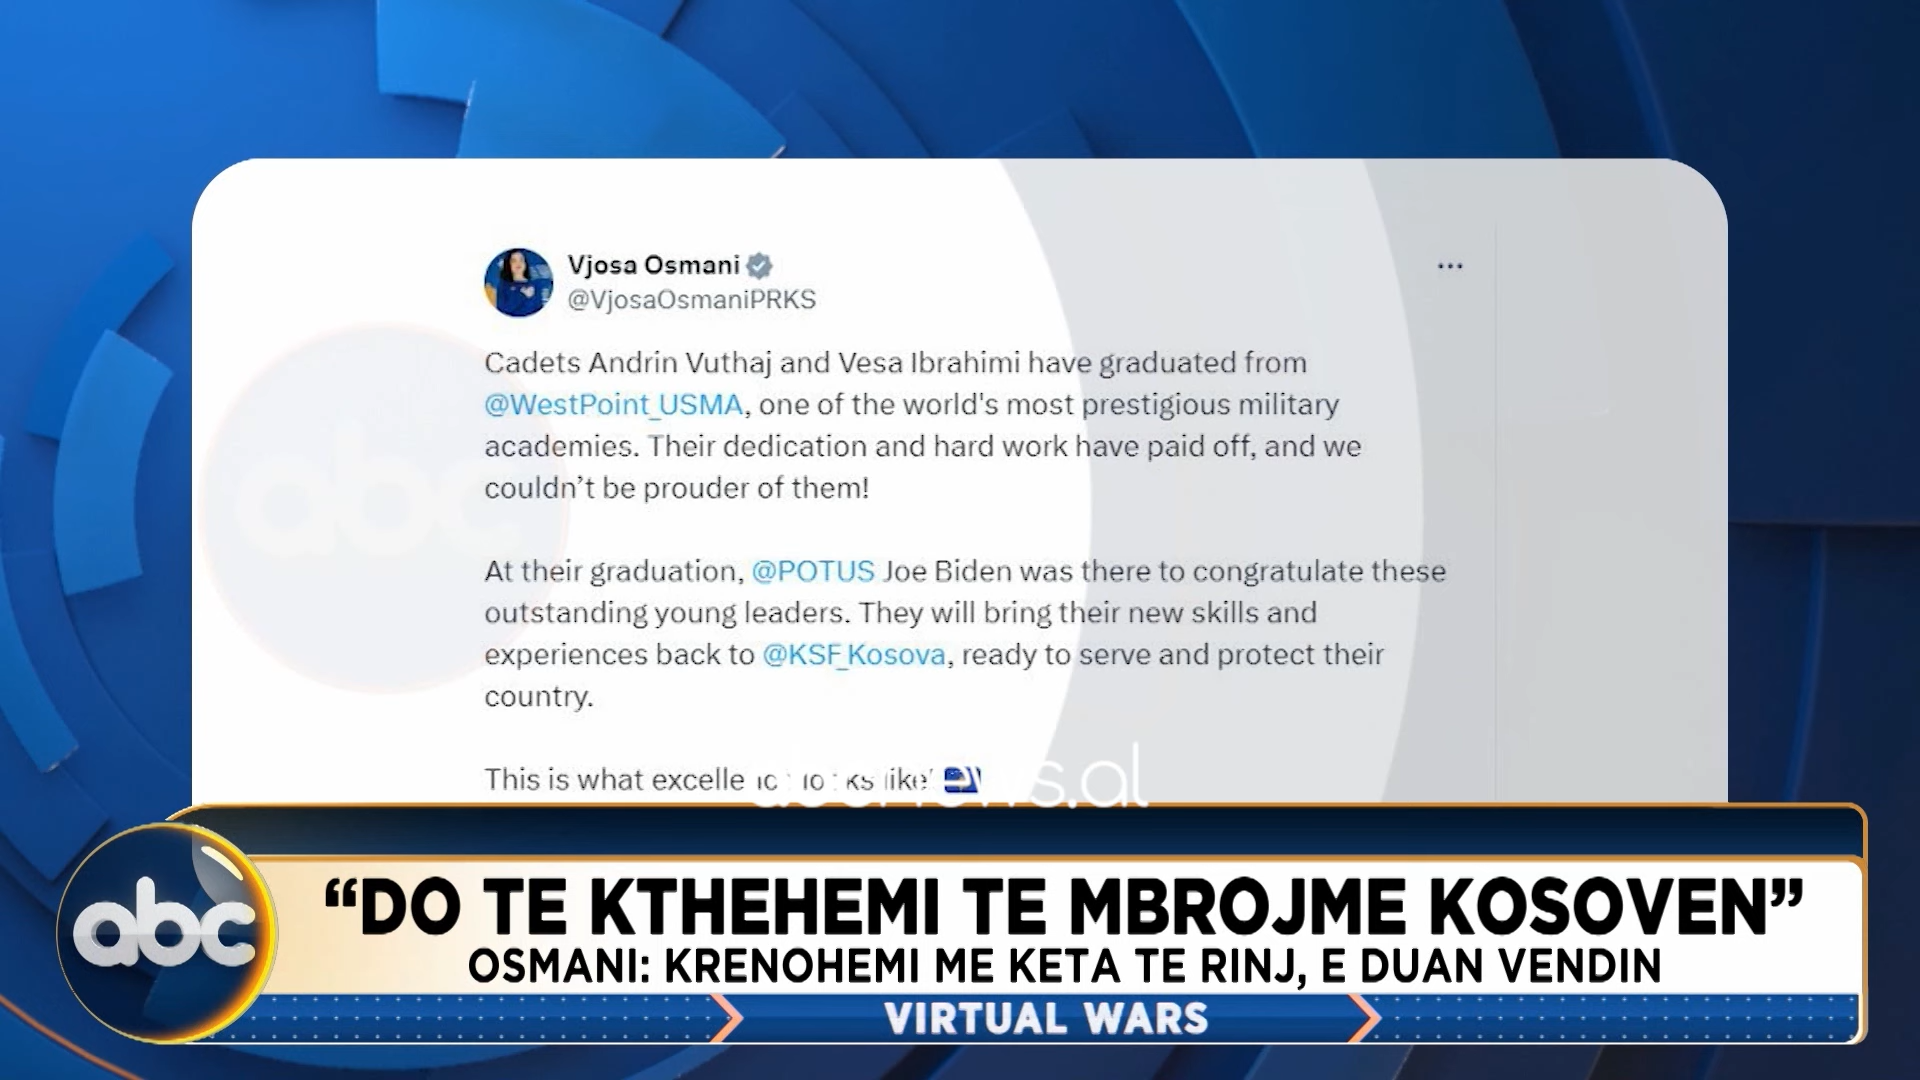 Vjosa Osmani
@VjosaOsmaniPRKS
...
Cadets Andrin Vuthaj and Vesa Ibrahimi have graduated from
@WestPoint_USMA, one of the world's most prestigious military
academies. Their dedication and hard work have paid off, and we
couldn't be prouder of them!
At their graduation, @POTUS Joe Biden was there to congratulate these
outstanding young leaders. They will bring their new skills and
experiences back to @KSF_Kosova, ready to serve and protect their
country.
This is what
abcnews.al
abc
abc
“DO TE KTHEHEMI TE MBROJME KOSOVEN”
OSMANI: KRENOHEMI ME KETA TE RINJ, E DUAN VENDIN
VIRTUAL WARS